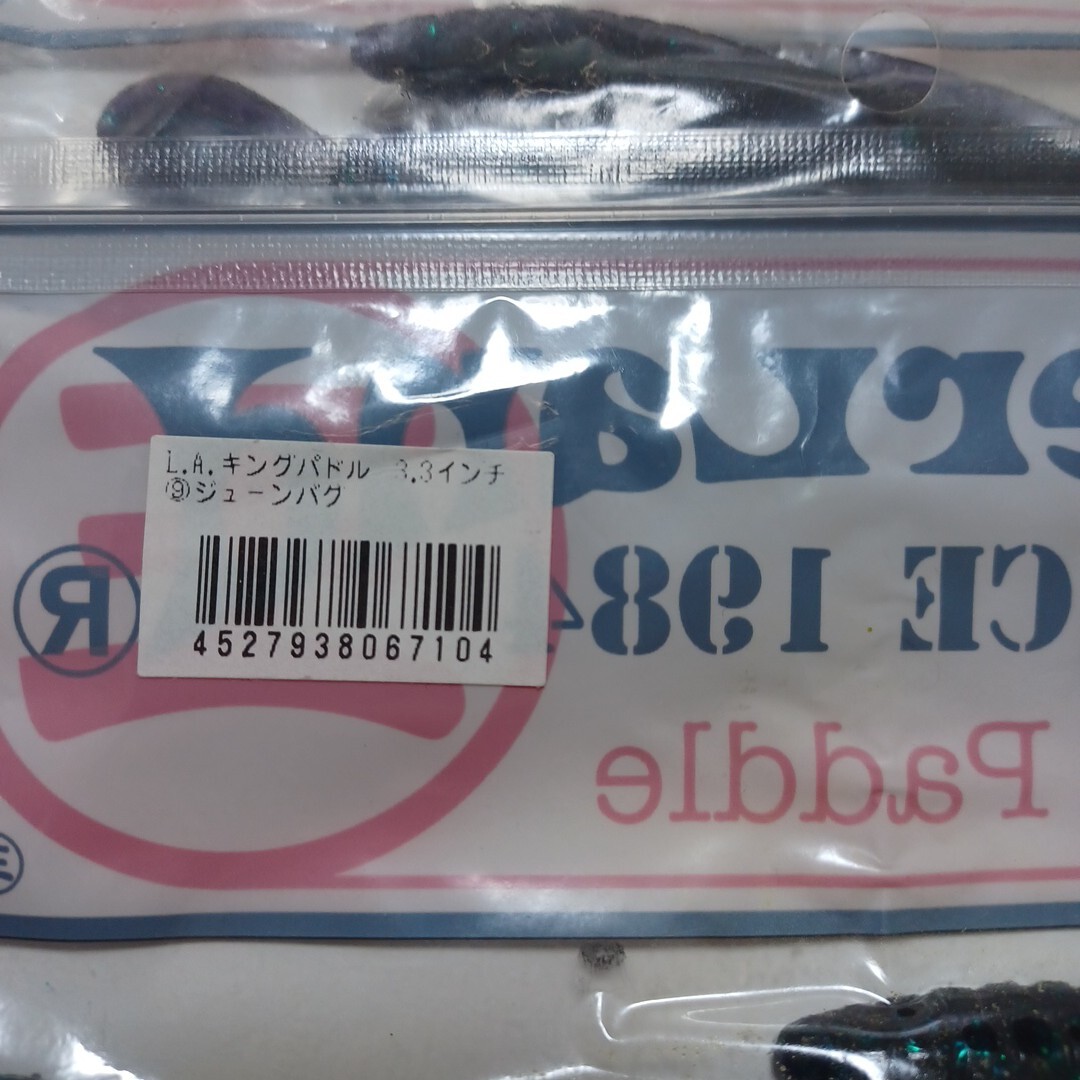 L.A.キングパドル 3.3インチ
⑨ジューンバグ
4527938067104
CE 198
Paddle
®